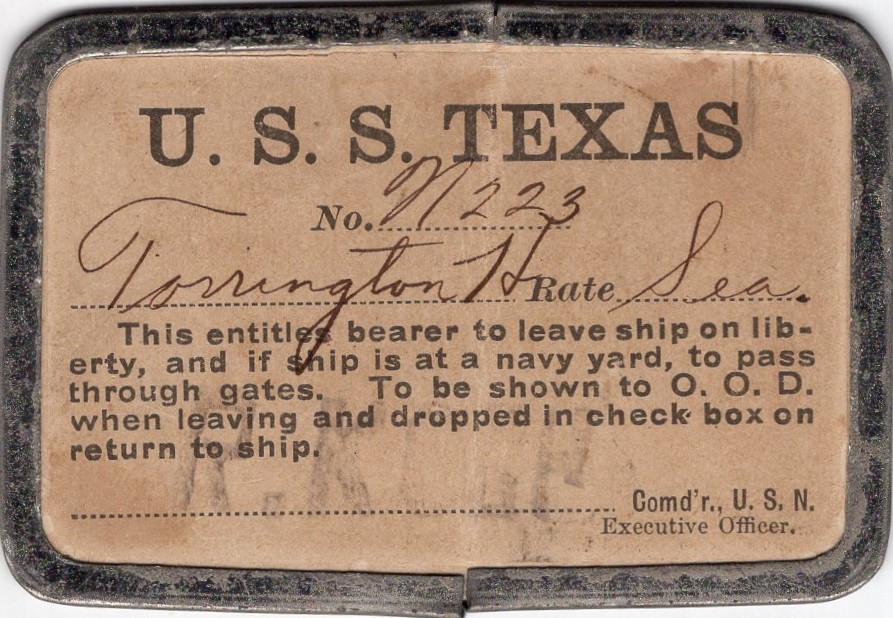 U. S. S. TEXAS
No. N223
Torrington H Rate Sea.
This entitles bearer to leave ship on lib-
erty, and if ship is at a navy yard, to pass
through gates. To be shown to O. O. D.
when leaving and dropped in check box on
return to ship.
Comd'r., U. S. N.
Executive Officer.